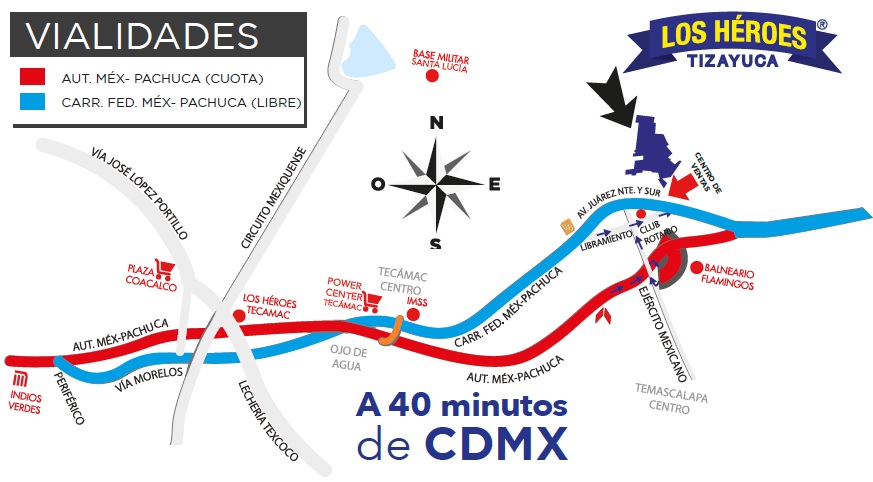 VIALIDADES
AUT. MÉX- PACHUCA (CUOTA)
CARR. FED. MÉX- PACHUCA (LIBRE)
LOS HÉROES®
TIZAYUCA
BASE MILITAR
SANTA LUCÍA
N
O
E
S
VÍA JOSÉ LÓPEZ PORTILLO
CIRCUITO MEXIQUENSE
CENTRO DE
VENTAS
AV. JUÁREZ NTE. Y SUR
LIBRAMIENTO
CLUB
ROTARIO
PLAZA
COACALCO
LOS HÉROES
TECAMAC
POWER
CENTER
TECÁMAC
TECÁMAC
CENTRO
IMSS
BALNEARIO
FLAMINGOS
CARR. FED. MÉX-PACHUCA
EJÉRCITO MEXICANO
AUT. MÉX-PACHUCA
OJO DE
AGUA
AUT. MÉX-PACHUCA
INDIOS
VERDES
PERIFÉRICO
VÍA MORELOS
LECHERÍA TEXCOCO
TEMASCALAPA
CENTRO
A 40 minutos
de CDMX